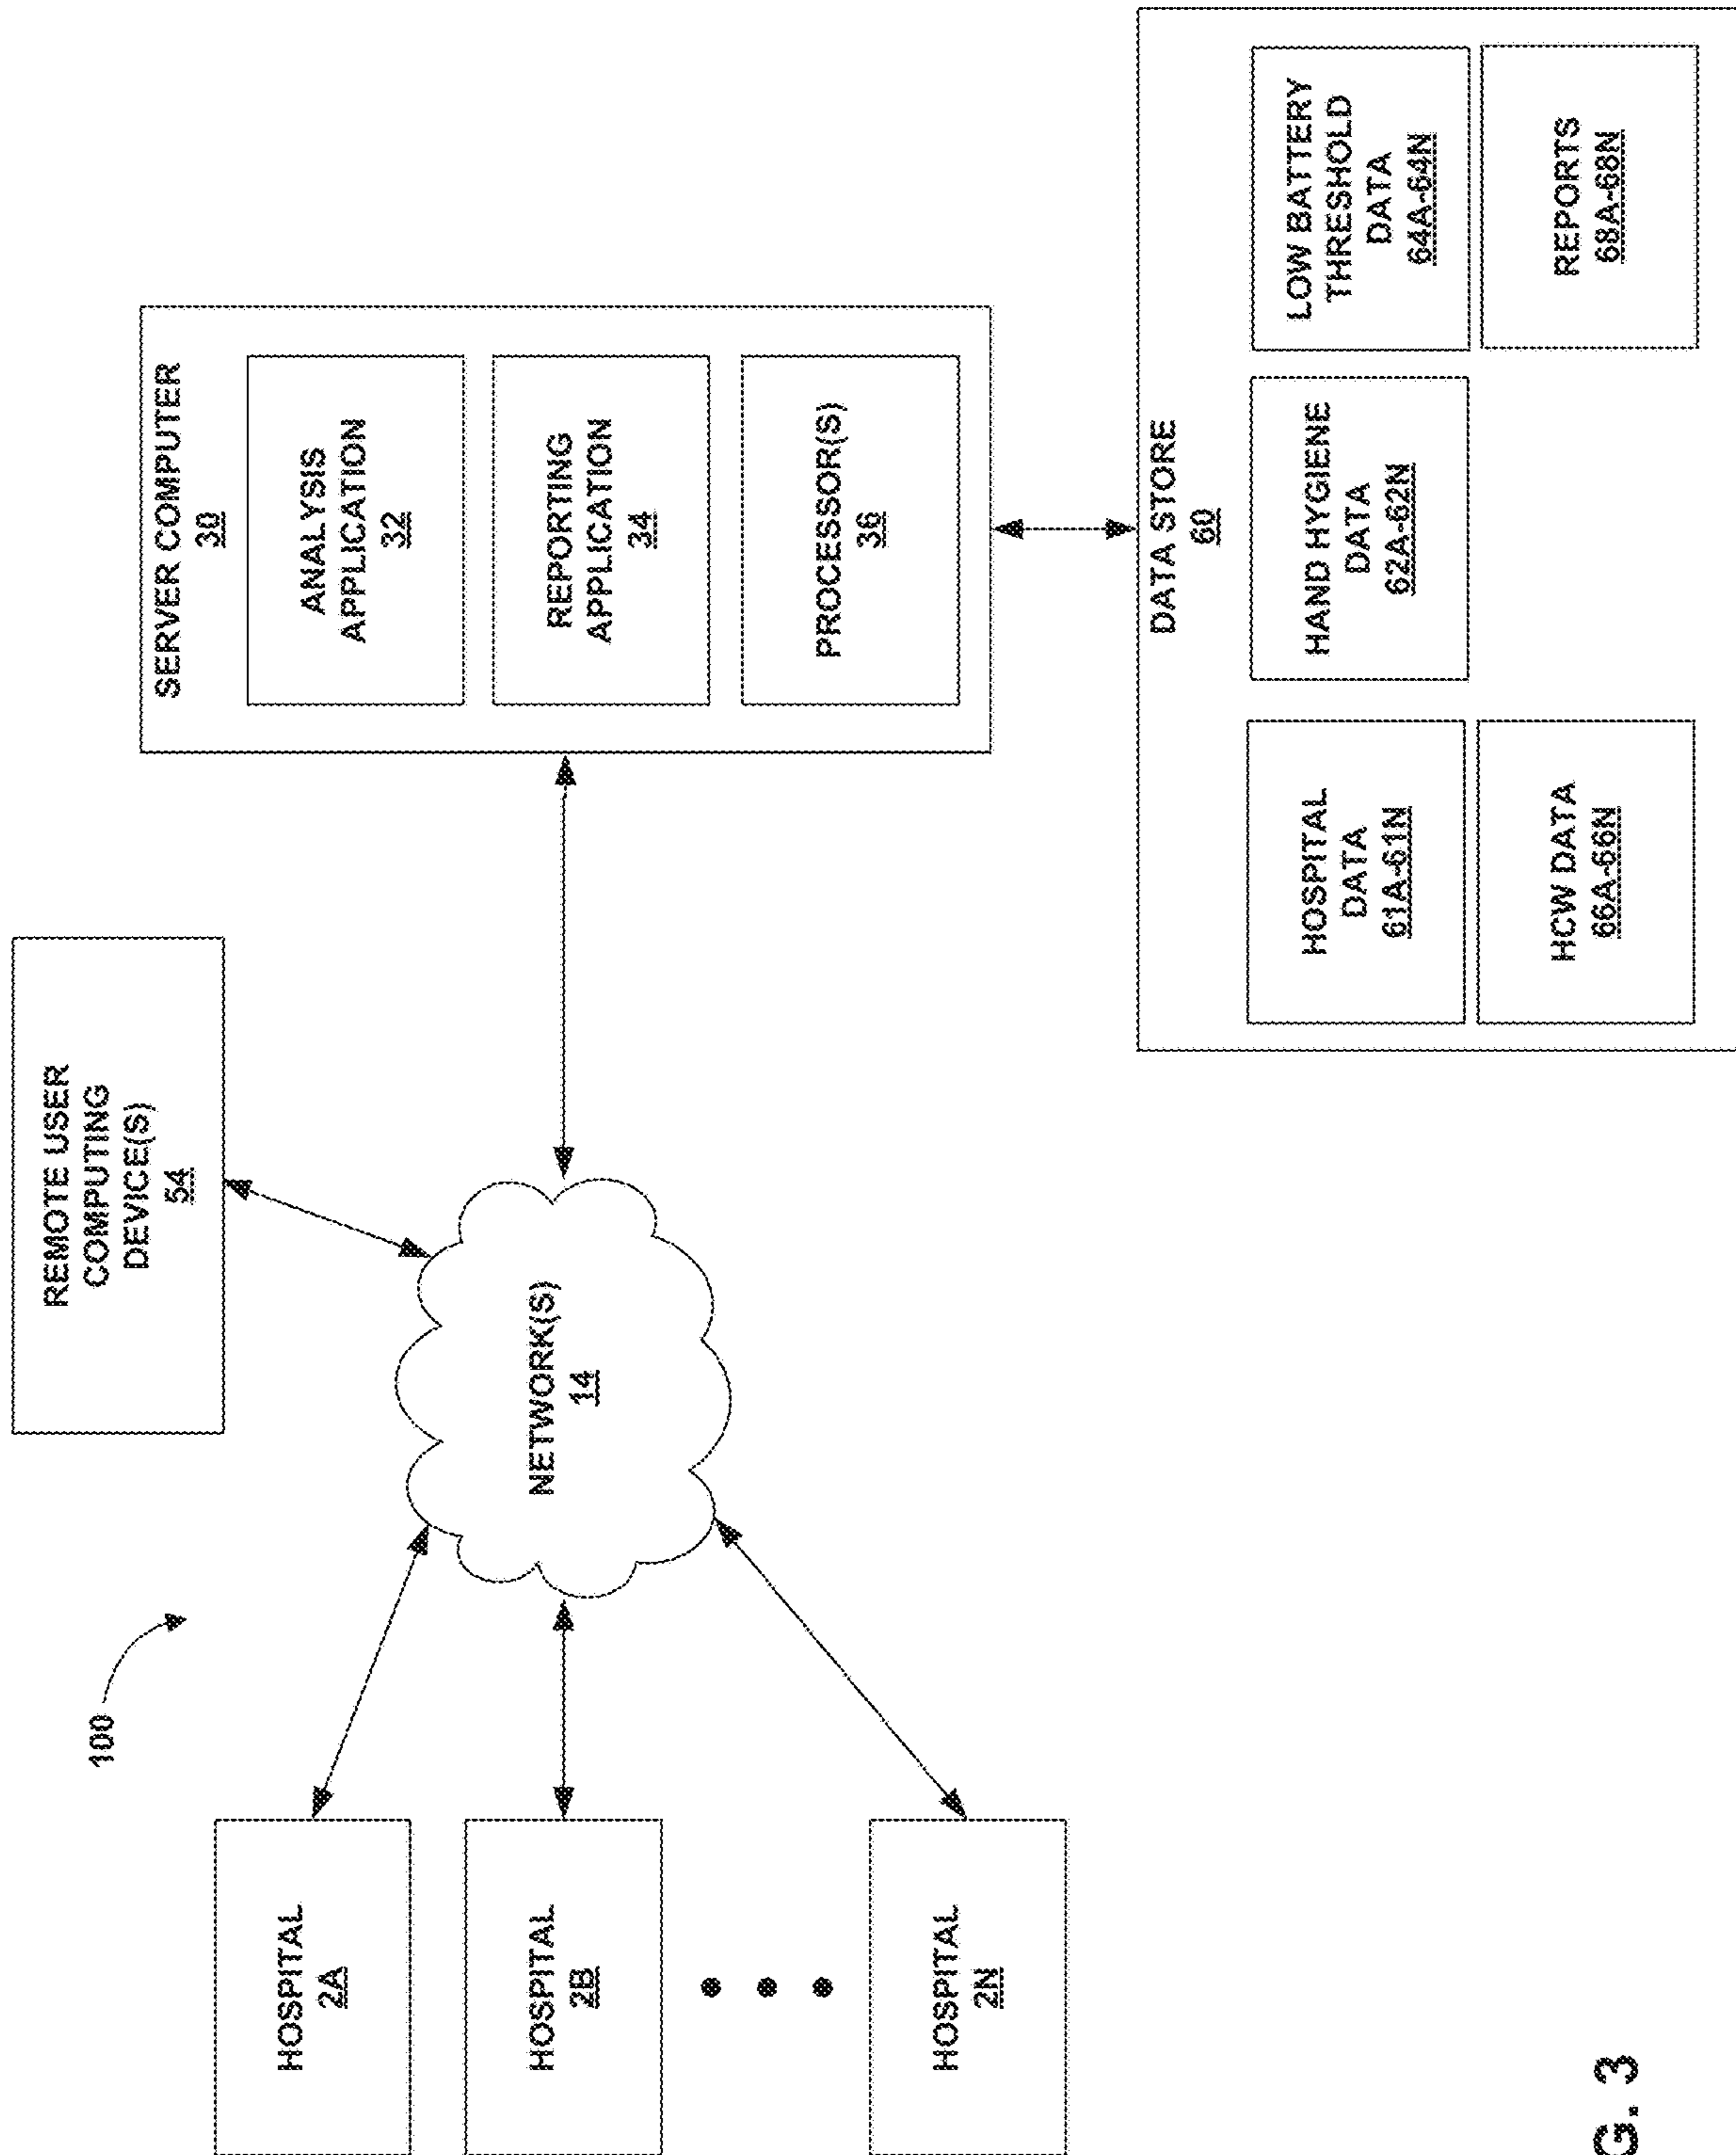 100
REMOTE USER
COMPUTING
DEVICE(S)
54
HOSPITAL
2A
HOSPITAL
2B
HOSPITAL
2N
NETWORK(S)
14
SERVER COMPUTER
30
ANALYSIS
APPLICATION
32
REPORTING
APPLICATION
34
PROCESSOR(S)
36
DATA STORE
60
HOSPITAL
DATA
61A-61N
HAND HYGIENE
DATA
62A-62N
LOW BATTERY
THRESHOLD
DATA
64A-64N
HCW DATA
66A-66N
REPORTS
68A-68N
G. 3